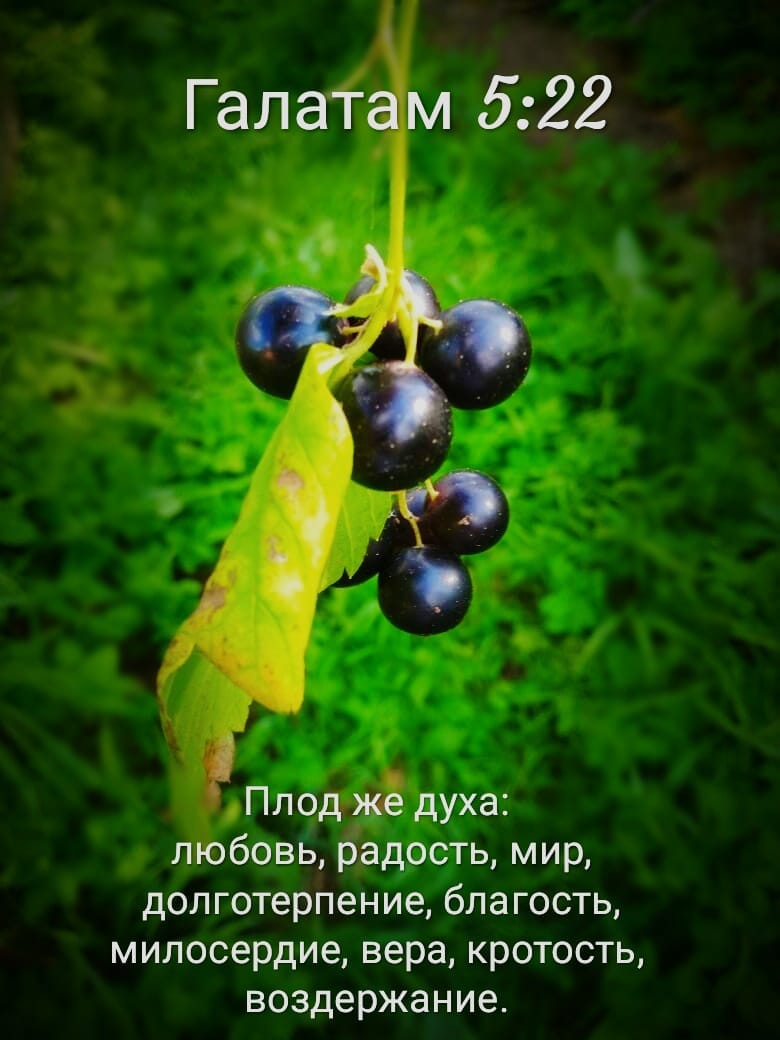 Галатам 5:22
Плод же духа:
любовь, радость, мир,
долготерпение, благость,
милосердие, вера, кротость,
воздержание.